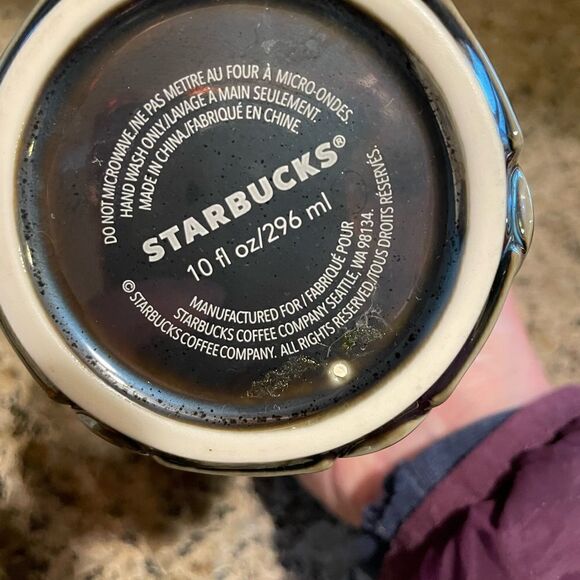 DO NOT MICROWAVE./NE PAS METTRE AU FOUR À MICRO-ONDES.
HAND WASH ONLY/LAVAGE À MAIN SEULEMENT.
MADE IN CHINA./FABRIQUÉ EN CHINE.
STARBUCKS®
10 fl oz/296 ml
MANUFACTURED FOR / FABRIQUÉ POUR
STARBUCKS COFFEE COMPANY SEATTLE, WA 98134.
ALL RIGHTS RESERVED./TOUS DROITS RÉSERVÉS.
© STARBUCKS COFFEE COMPANY.